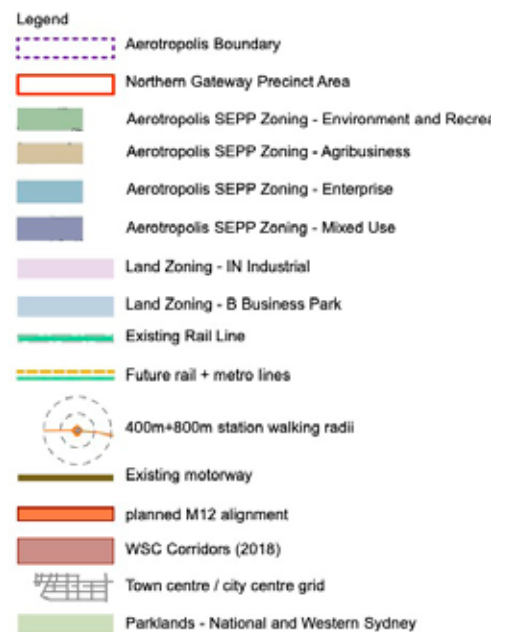 Legend
Aerotropolis Boundary
Northern Gateway Precinct Area
Aerotropolis SEPP Zoning - Environment and Recrea
Aerotropolis SEPP Zoning - Agribusiness
Aerotropolis SEPP Zoning - Enterprise
Aerotropolis SEPP Zoning - Mixed Use
Land Zoning - IN Industrial
Land Zoning - B Business Park
Existing Rail Line
Future rail + metro lines
400m+800m station walking radii
Existing motorway
planned M12 alignment
WSC Corridors (2018)
Town centre / city centre grid
Parklands - National and Western Sydney